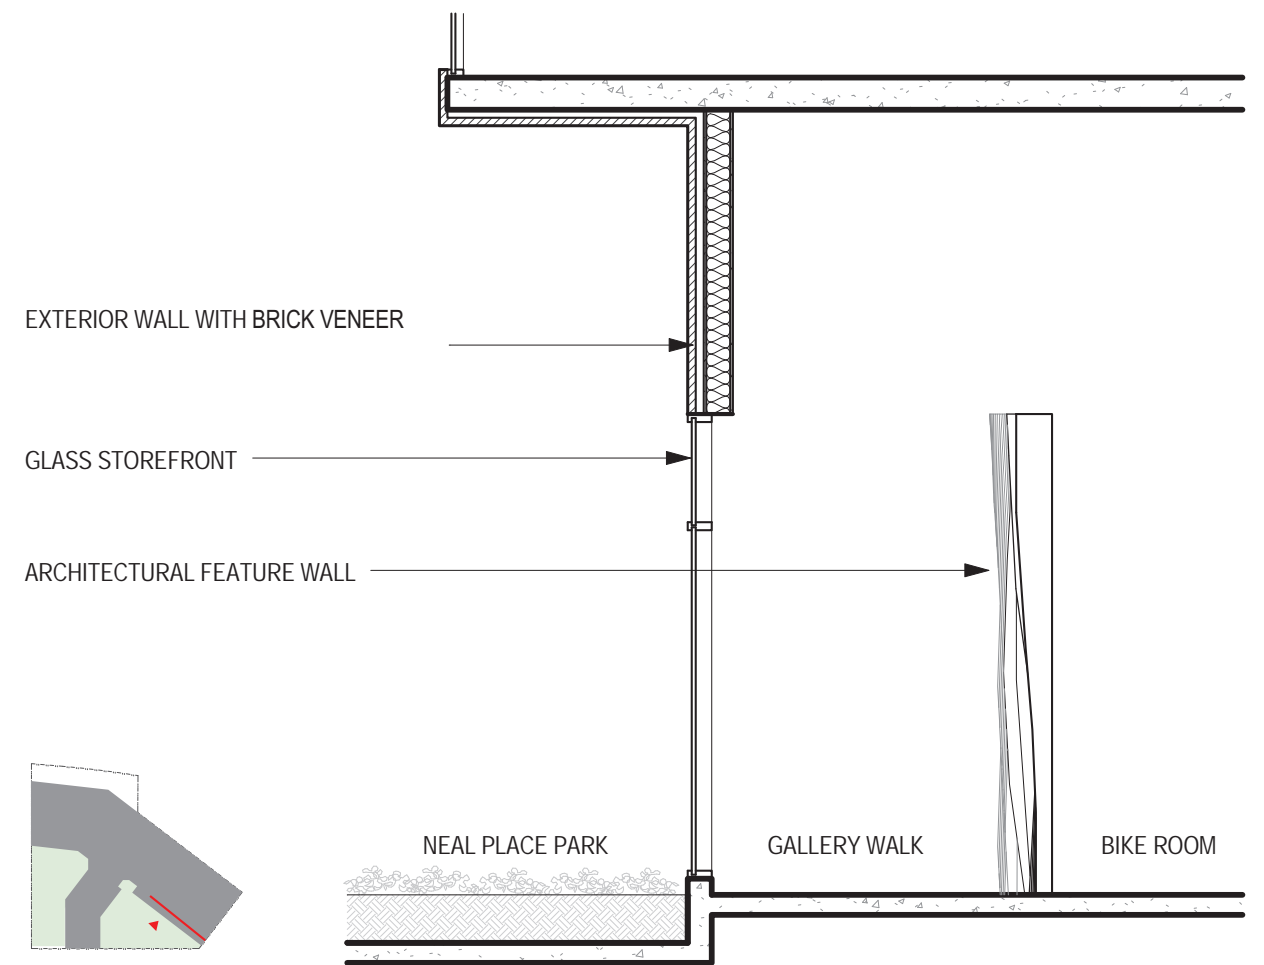 EXTERIOR WALL WITH BRICK VENEER
GLASS STOREFRONT
ARCHITECTURAL FEATURE WALL
NEAL PLACE PARK
GALLERY WALK
BIKE ROOM